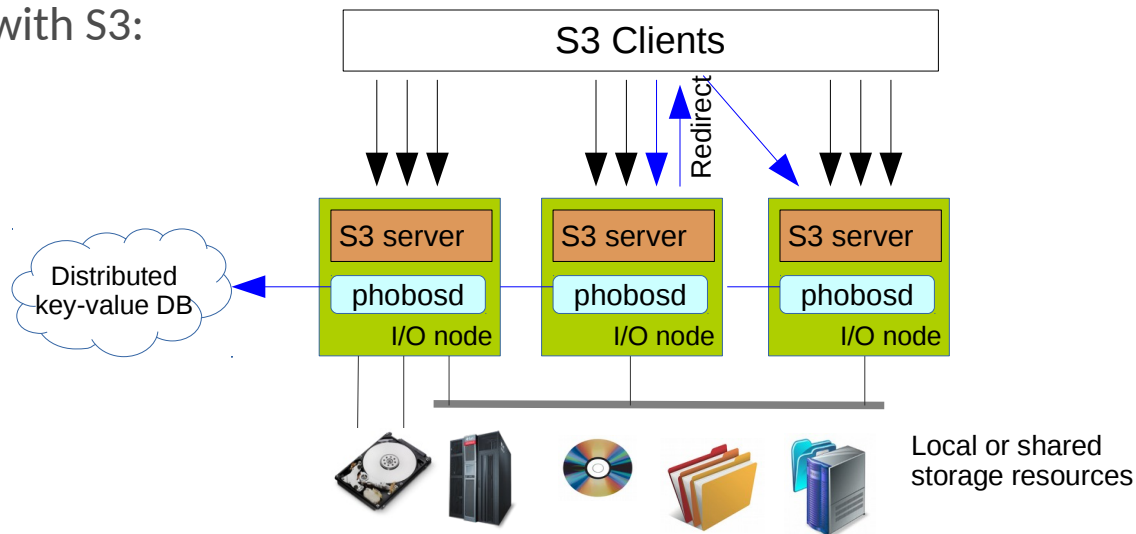 with S3:
S3 Clients
Redirect
S3 server
S3 server
S3 server
Distributed
key-value DB
phobosd
phobosd
phobosd
I/O node
I/O node
I/O node
Local or shared
storage resources